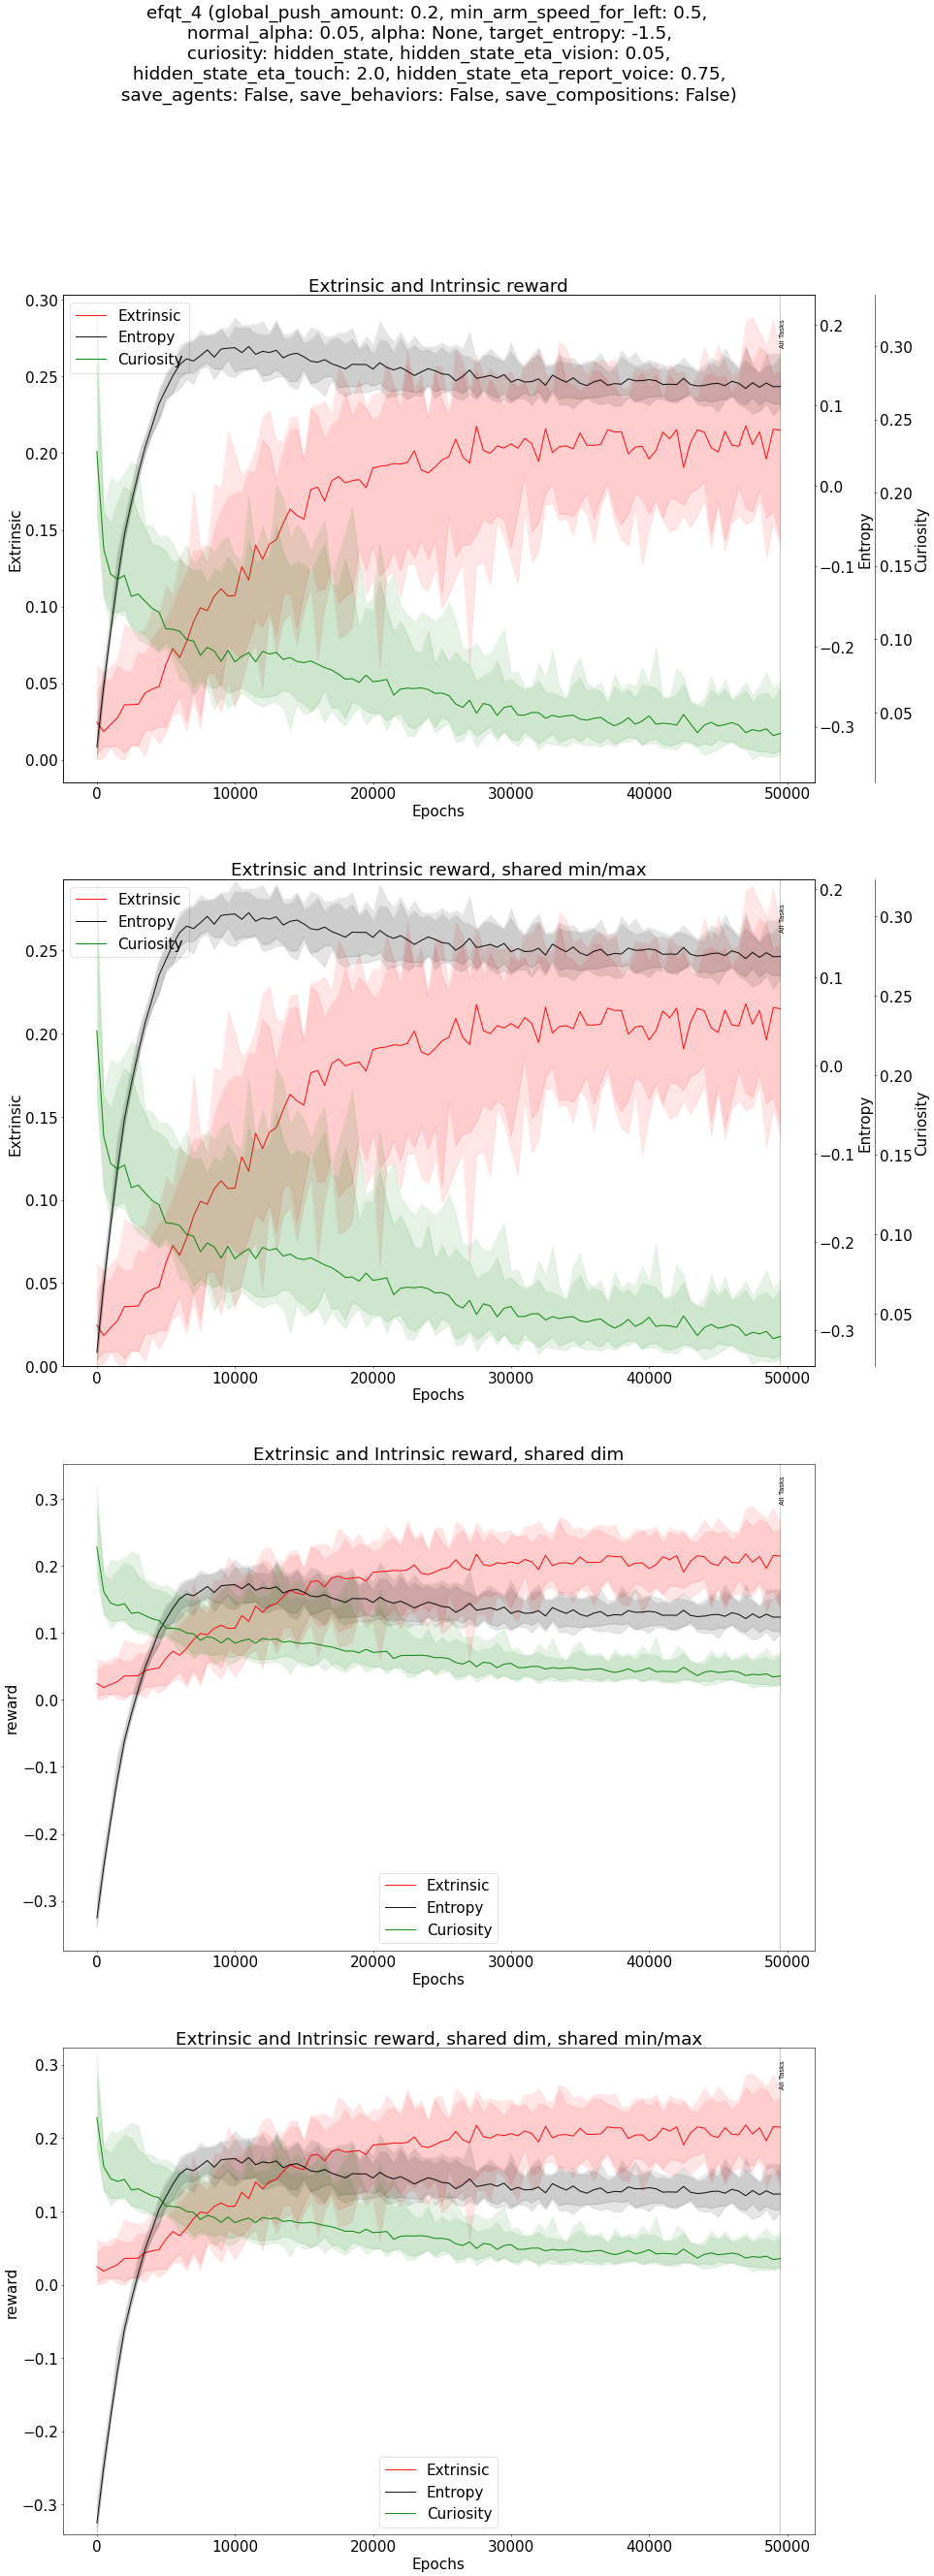 efqt_4 (global_push_amount: 0.2, min_arm_speed_for_left: 0.5,
normal_alpha: 0.05, alpha: None, target_entropy: -1.5,
curiosity: hidden_state, hidden_state_eta_vision: 0.05,
hidden_state_eta_touch: 2.0, hidden_state_eta_report_voice: 0.75,
save_agents: False, save_behaviors: False, save_compositions: False)
Extrinsic and Intrinsic reward
Extrinsic
Entropy
Curiosity
All Tasks
0.30
0.25
0.20
0.15
0.10
0.05
0.00
Extrinsic
0.2
0.1
0.0
−0.1
−0.2
−0.3
Entropy
0.30
0.25
0.20
0.15
0.10
0.05
Curiosity
0 10000 20000 30000 40000 50000
Epochs
Extrinsic and Intrinsic reward, shared min/max
Extrinsic
Entropy
Curiosity
All Tasks
0.25
0.20
0.15
0.10
0.05
0.00
Extrinsic
0.2
0.1
0.0
−0.1
−0.2
−0.3
Entropy
0.30
0.25
0.20
0.15
0.10
0.05
Curiosity
0 10000 20000 30000 40000 50000
Epochs
Extrinsic and Intrinsic reward, shared dim
All Tasks
0.3
0.2
0.1
0.0
−0.1
−0.2
−0.3
reward
Extrinsic
Entropy
Curiosity
0 10000 20000 30000 40000 50000
Epochs
Extrinsic and Intrinsic reward, shared dim, shared min/max
All Tasks
0.3
0.2
0.1
0.0
−0.1
−0.2
−0.3
reward
Extrinsic
Entropy
Curiosity
0 10000 20000 30000 40000 50000
Epochs